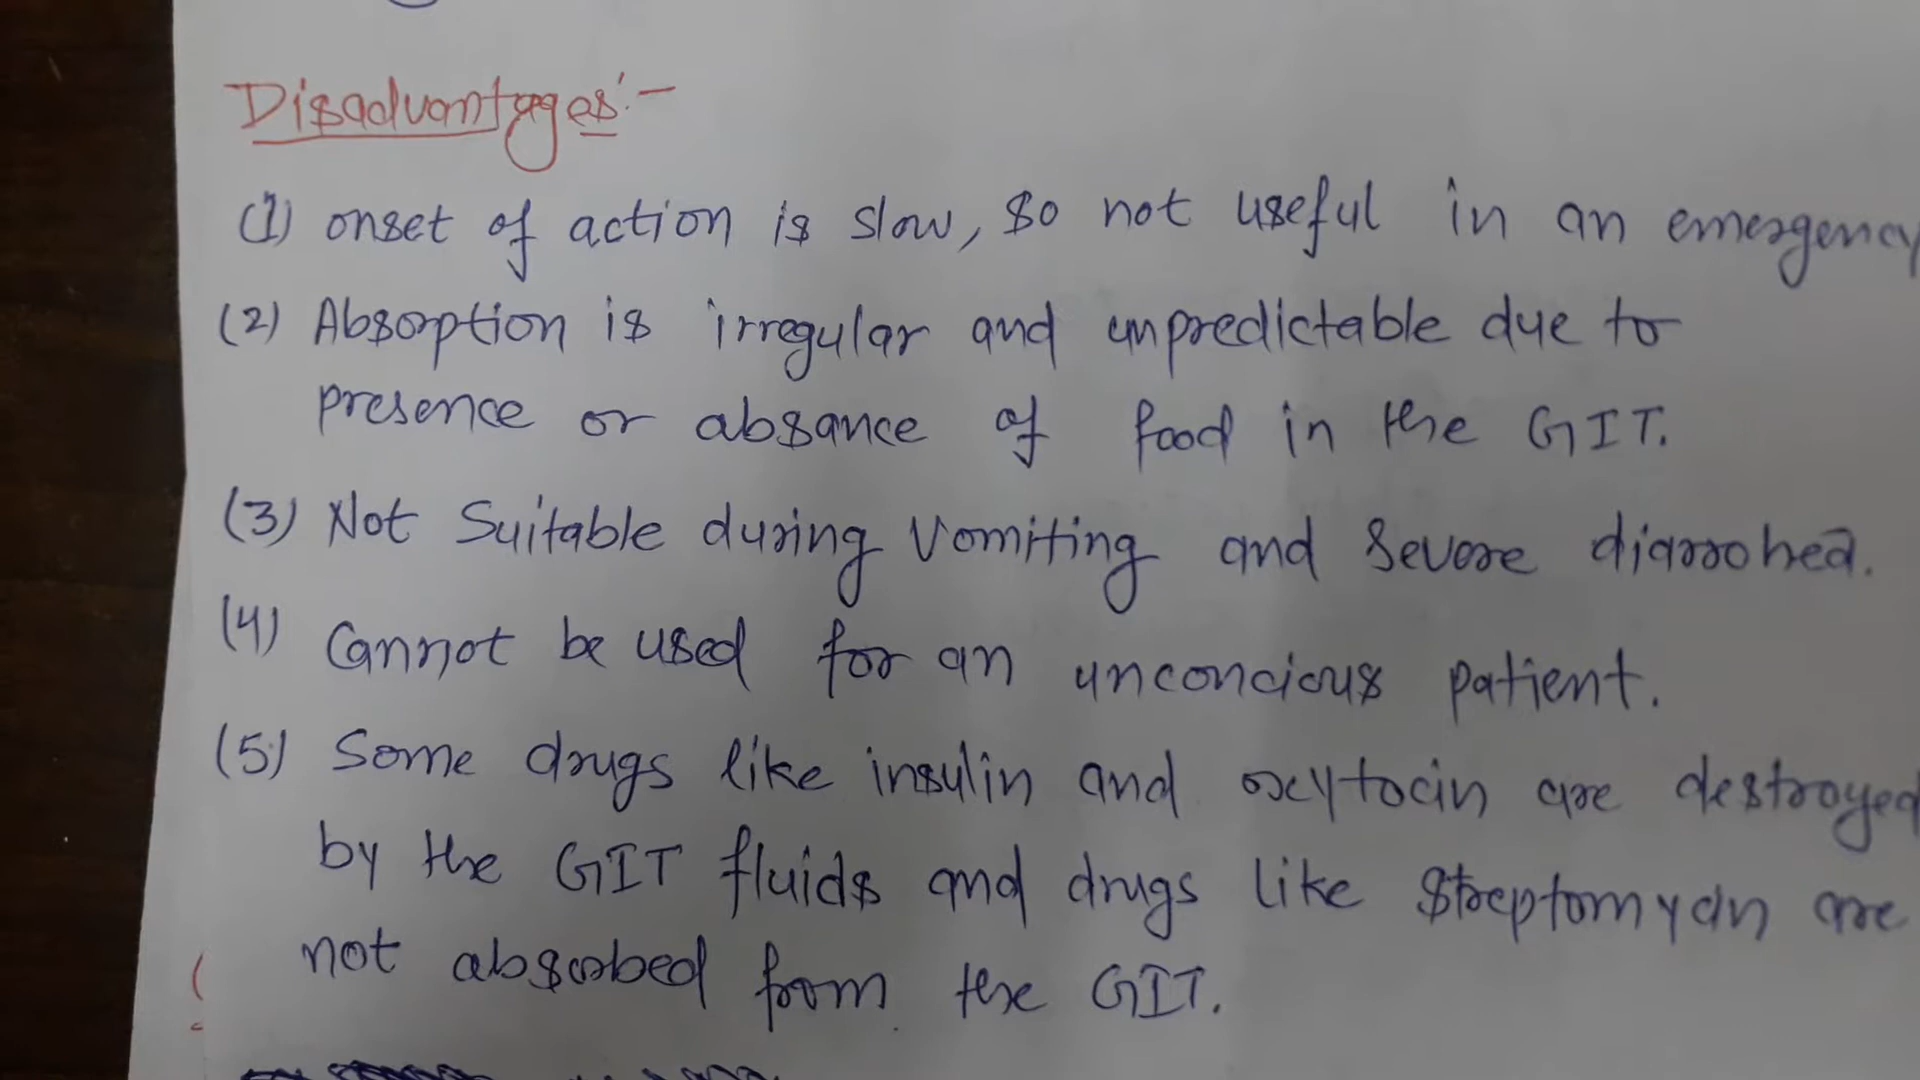 Disadvantages:-
(1) onset of action is slow, so not useful in an emergency
(2) Absorption is irregular and unpredictable due to
presence or absance of food in the GIT.
(3) Not Suitable during Vomiting and Severe diarrohea.
(4) Cannot be used for an unconcious patient.
(5) Some drugs like insulin and oxytocin are destroyed
by the GIT fluids and drugs like Streptomycin are
not absorbed from the GIT.